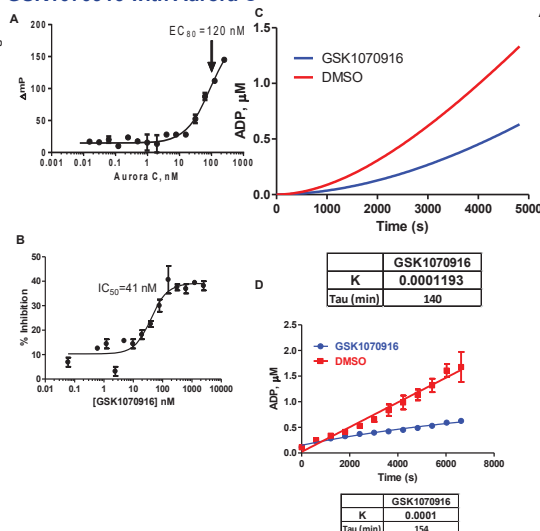 A
EC80 =120 nM
ΔmP
200
150
100
50
0
0.001 0.01 0.1 1 10 100 1000
Aurora C, nM
B
IC50=41 nM
% Inhibition
50
40
30
20
10
0
0.01 0.1 1 10 100 1000 10000
[GSK1070916] nM
C
GSK1070916
DMSO
ADP, µM
1.5
1.0
0.5
0.0
0 1000 2000 3000 4000 5000
Time (s)
GSK1070916
K 0.0001193
Tau (min) 140
D
GSK1070916
DMSO
ADP, µM
2.5
2.0
1.5
1.0
0.5
0.0
0 2000 4000 6000 8000
Time (s)
GSK1070916
K 0.0001
Tau (min) 154